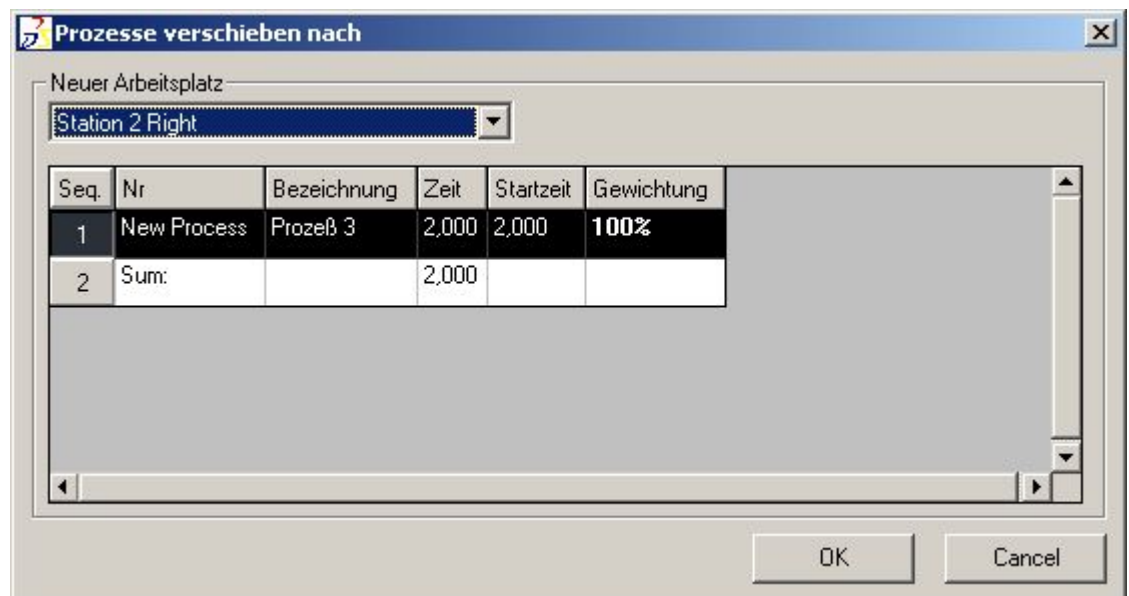 Prozesse verschieben nach
Neuer Arbeitsplatz
Station 2 Right
Seq. Nr Bezeichnung Zeit Startzeit Gewichtung
1 New Process Prozeß 3 2,000 2,000 100%
2 Sum: 2,000
OK Cancel